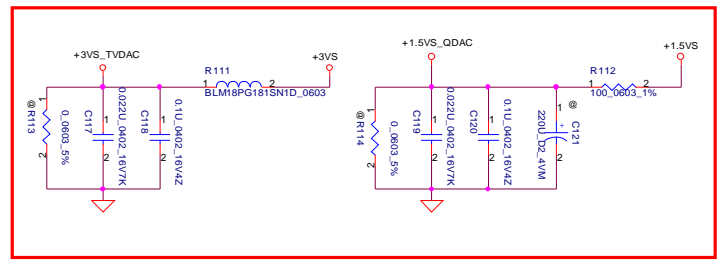 +3VS_TVDAC
+3VS
R111
1
2
BLM18PG181SN1D_0603
@
R113
1
2
0_0603_5%
C117
1
2
0.022U_0402_16V7K
C118
1
2
0.1U_0402_16V4Z
+1.5VS_QDAC
+1.5VS
R112
1
2
100_0603_1%
@
R114
1
2
0_0603_5%
C119
1
2
0.022U_0402_16V7K
C120
1
2
0.1U_0402_16V4Z
@
C121
1
+
2
220U_D2_4VM